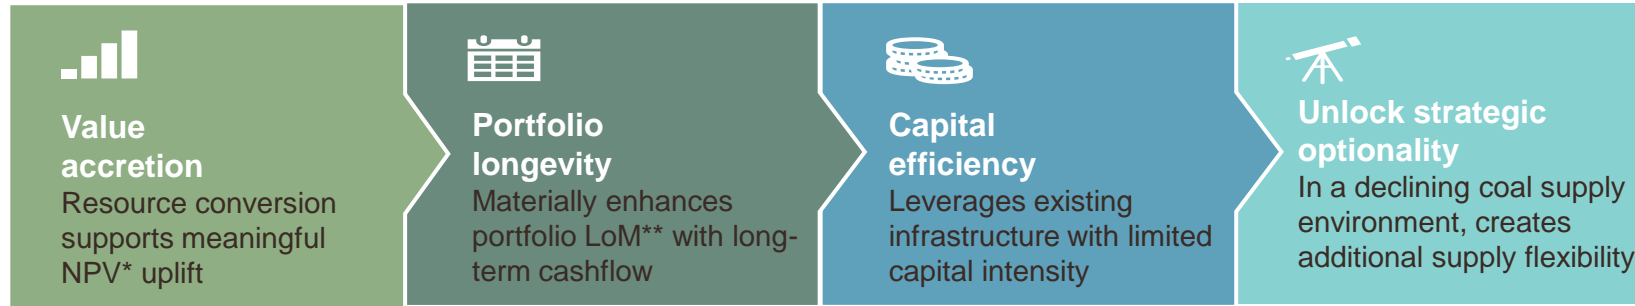 Value
accretion
Resource conversion
supports meaningful
NPV* uplift
Portfolio
longevity
Materially enhances
portfolio LoM** with long-
term cashflow
Capital
efficiency
Leverages existing
infrastructure with limited
capital intensity
Unlock strategic
optionality
In a declining coal supply
environment, creates
additional supply flexibility